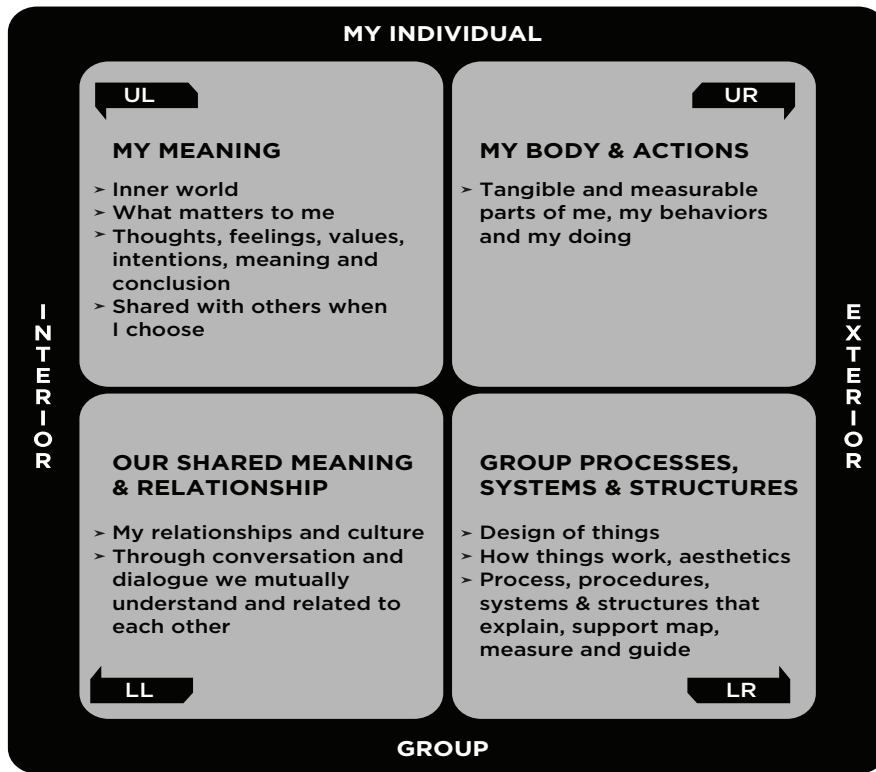 MY INDIVIDUAL
UL
MY MEANING
➢ Inner world
➢ What matters to me
➢ Thoughts, feelings, values,
intentions, meaning and
conclusion
➢ Shared with others when
I choose
UR
MY BODY & ACTIONS
➢ Tangible and measurable
parts of me, my behaviors
and my doing
INTERIOR
EXTERIOR
OUR SHARED MEANING
& RELATIONSHIP
➢ My relationships and culture
➢ Through conversation and
dialogue we mutually
understand and related to
each other
LL
GROUP PROCESSES,
SYSTEMS & STRUCTURES
➢ Design of things
➢ How things work, aesthetics
➢ Process, procedures,
systems & structures that
explain, support map,
measure and guide
LR
GROUP